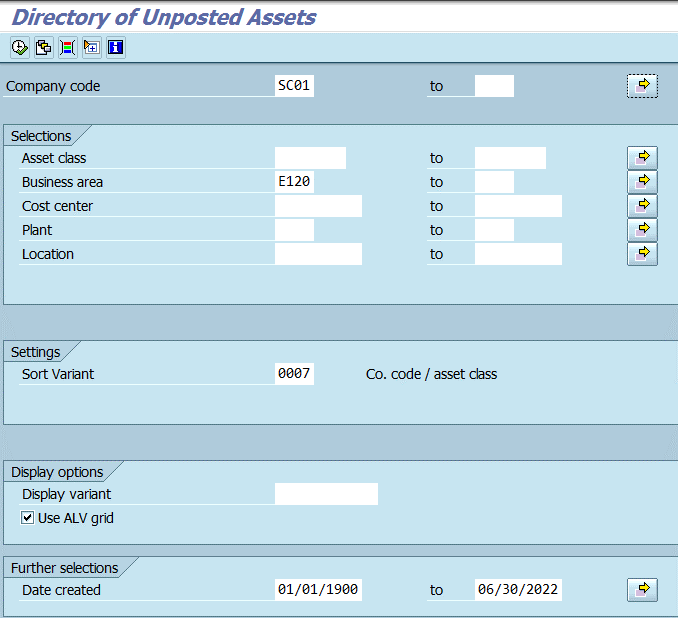 Directory of Unposted Assets
Company code SC01 to
Selections
Asset class to
Business area E120 to
Cost center to
Plant to
Location to
Settings
Sort Variant 0007 Co. code / asset class
Display options
Display variant
Use ALV grid
Further selections
Date created 01/01/1900 to 06/30/2022